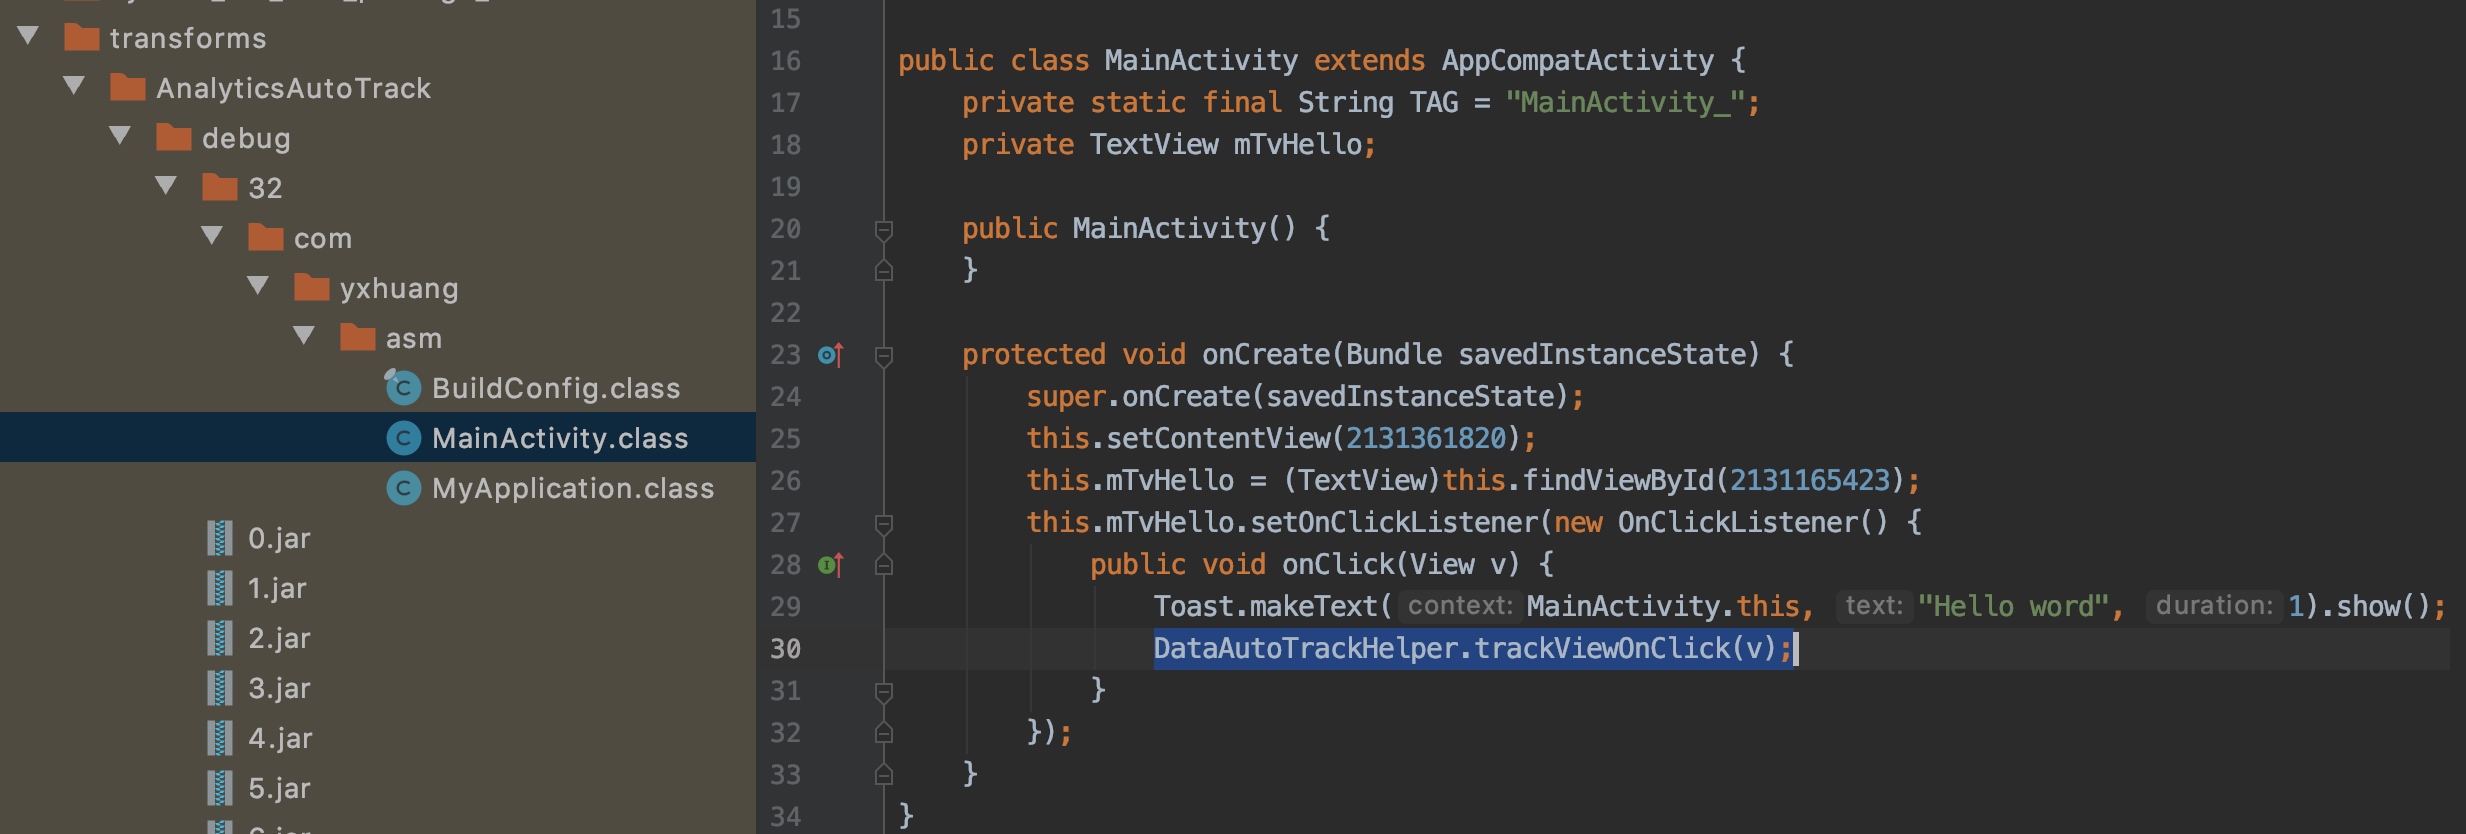 transforms
AnalyticsAutoTrack
debug
32
com
yxhuang
asm
BuildConfig.class
MainActivity.class
MyApplication.class
0.jar
1.jar
2.jar
3.jar
4.jar
5.jar
15
16 public class MainActivity extends AppCompatActivity {
17 private static final String TAG = "MainActivity_";
18 private TextView mTvHello;
19
20 public MainActivity() {
21 }
22
23 protected void onCreate(Bundle savedInstanceState) {
24 super.onCreate(savedInstanceState);
25 this.setContentView(2131361820);
26 this.mTvHello = (TextView)this.findViewById(2131165423);
27 this.mTvHello.setOnClickListener(new OnClickListener() {
28 public void onClick(View v) {
29 Toast.makeText( context: MainActivity.this, text: "Hello word", duration: 1).show();
30 DataAutoTrackHelper.trackViewOnClick(v);
31 }
32 });
33 }
34 }